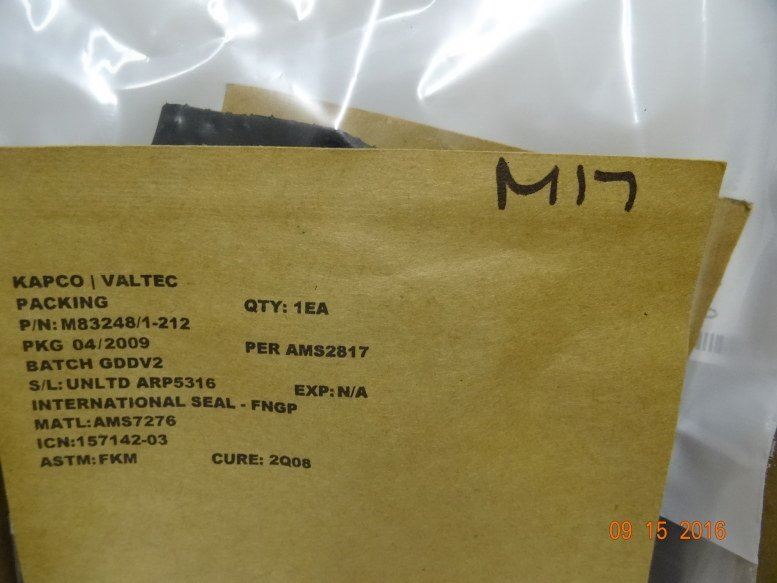 M17
KAPCO | VALTEC
PACKING QTY: 1EA
P/N: M83248/1-212
PKG 04/2009 PER AMS2817
BATCH GDDV2
S/L: UNLTD ARP5316 EXP: N/A
INTERNATIONAL SEAL - FNGP
MATL: AMS7276
ICN:157142-03
ASTM: FKM CURE: 2Q08
09 15 2016